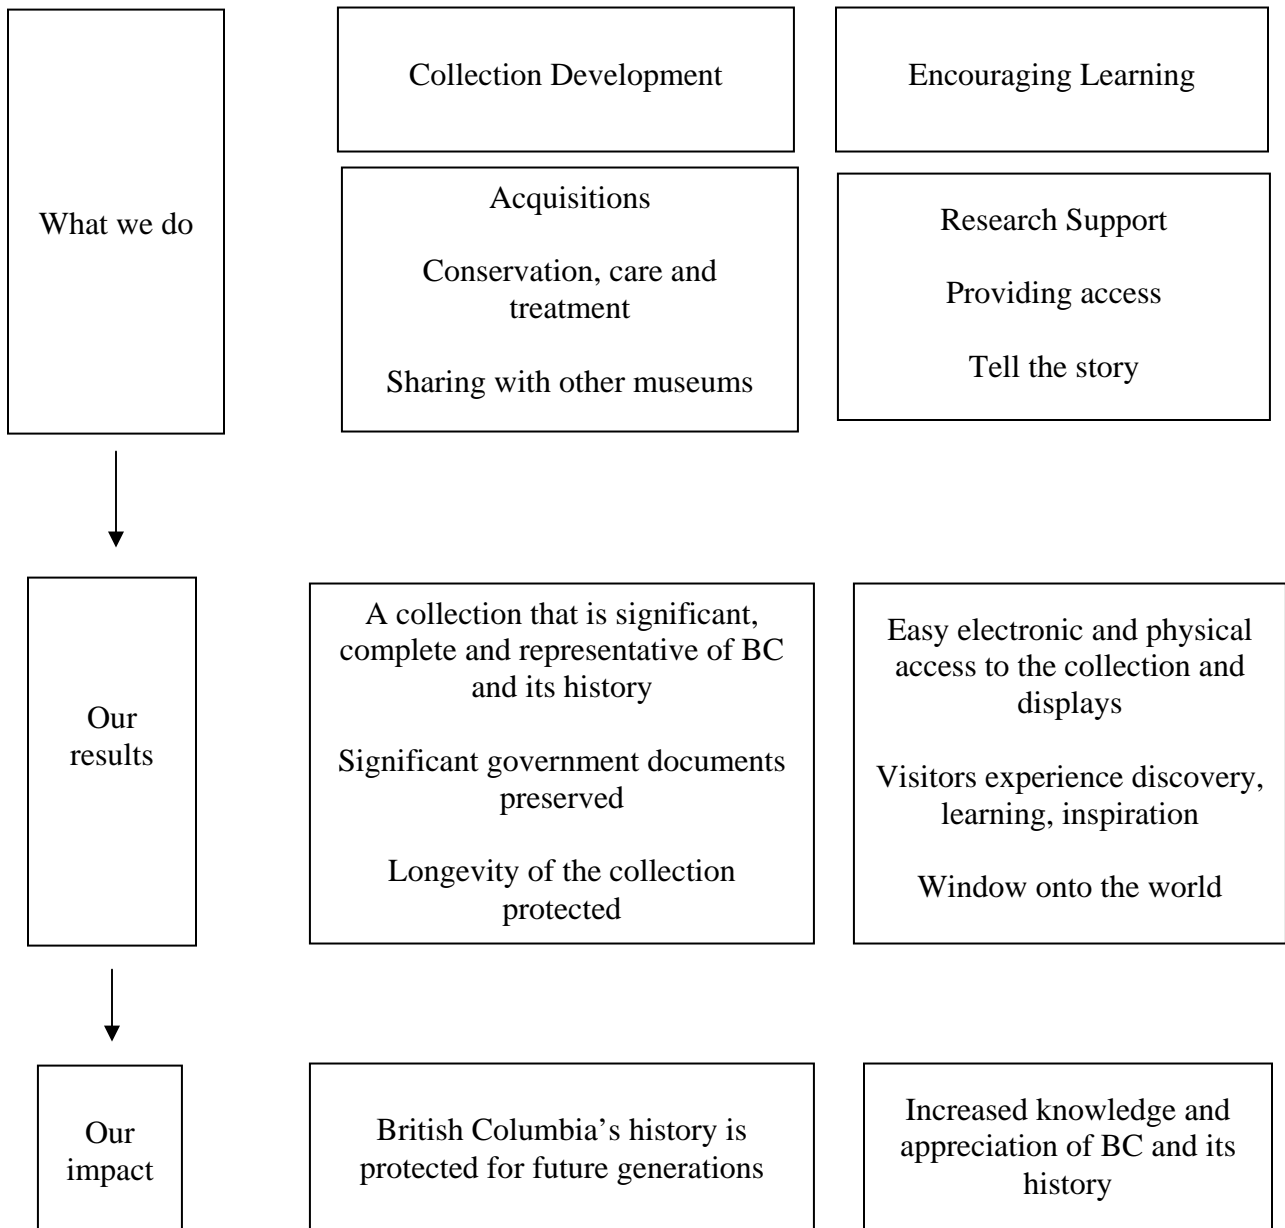 What we do
Collection Development
Encouraging Learning
Acquisitions
Conservation, care and
treatment
Sharing with other museums
Research Support
Providing access
Tell the story
Our
results
A collection that is significant,
complete and representative of BC
and its history
Significant government documents
preserved
Longevity of the collection
protected
Easy electronic and physical
access to the collection and
displays
Visitors experience discovery,
learning, inspiration
Window onto the world
Our
impact
British Columbia’s history is
protected for future generations
Increased knowledge and
appreciation of BC and its
history